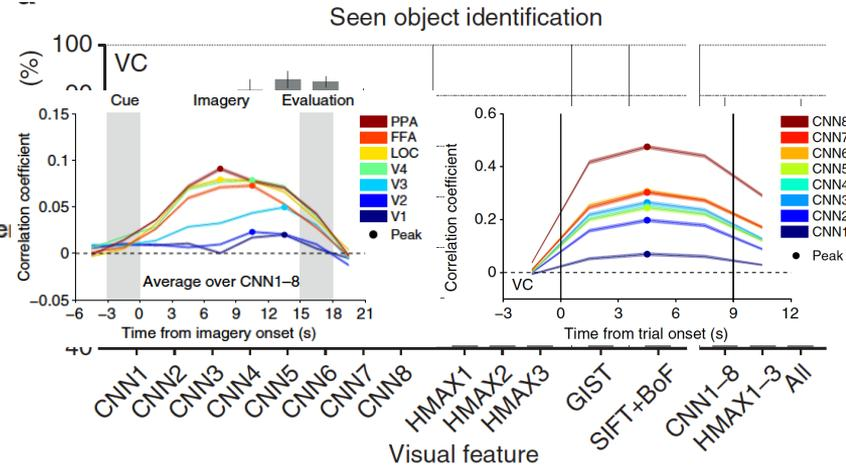 Seen object identification
100
(%)
VC
Cue Imagery Evaluation
0.15
0.1
0.05
0
−0.05
Correlation coefficient
−6 −3 0 3 6 9 12 15 18 21
Time from imagery onset (s)
Average over CNN1–8
PPA
FFA
LOC
V4
V3
V2
V1
Peak
0.6
0.4
0.2
0
Correlation coefficient
VC
−3 0 3 6 9 12
Time from trial onset (s)
CNN8
CNN7
CNN6
CNN5
CNN4
CNN3
CNN2
CNN1
Peak
40
CNN1 CNN2 CNN3 CNN4 CNN5 CNN6 CNN7 CNN8 HMAX1 HMAX2 HMAX3 GIST SIFT+BoF CNN1–8 HMAX1–3 All
Visual feature